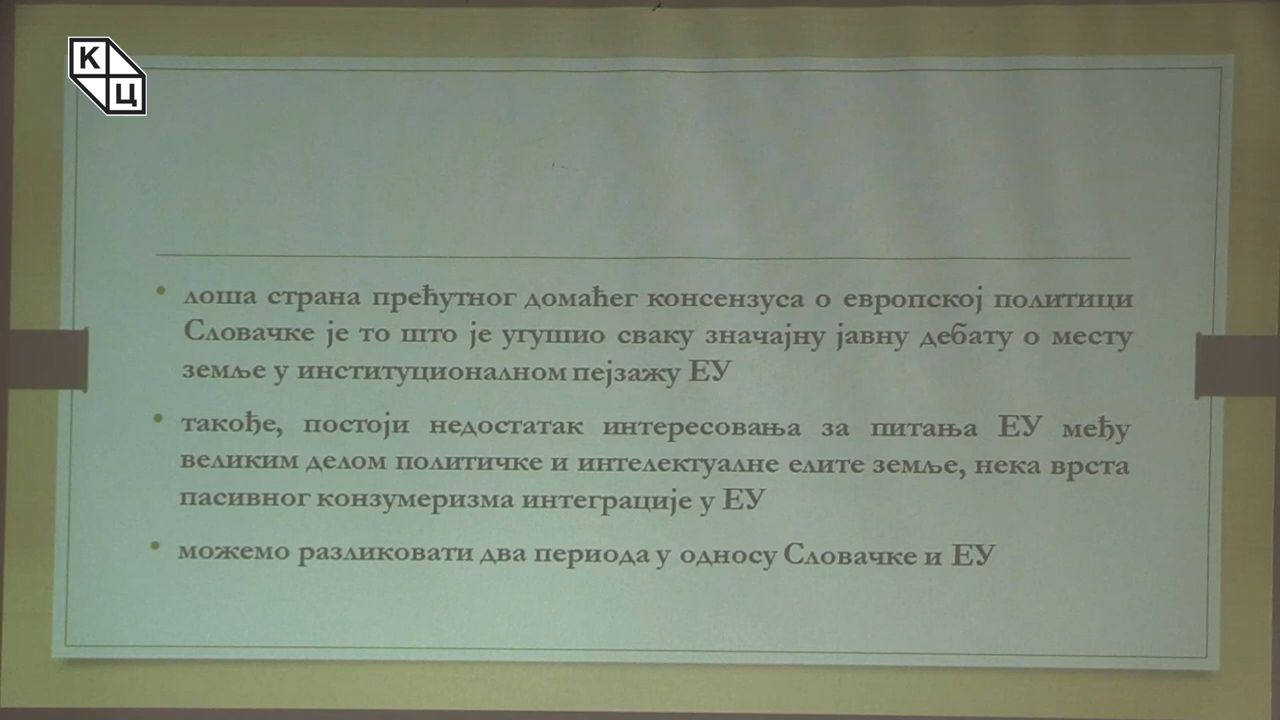 К
Ц
• лоша страна прећутног домаћег консензуса о европској политици
Словачке је то што је угушио сваку значајну јавну дебату о месту
земље у институционалном пејзажу ЕУ
• такође, постоји недостатак интересовања за питања ЕУ међу
великим делом политичке и интелектуалне елите земље, нека врста
пасивног конзумеризма интеграције у ЕУ
• можемо разликовати два периода у односу Словачке и ЕУ